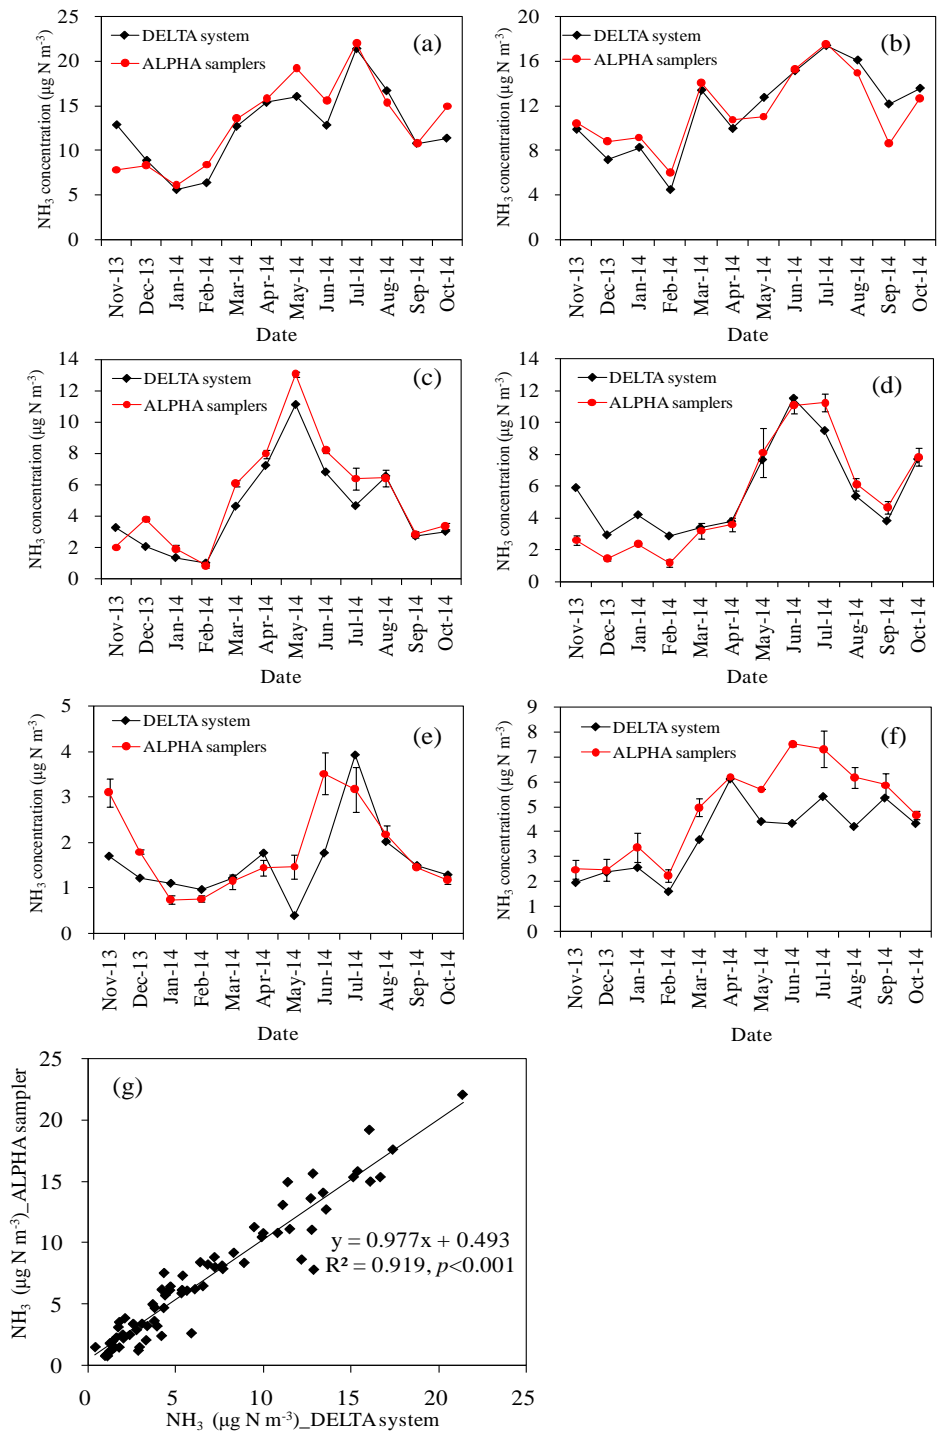 NH₃ concentration (µg N m⁻³)
25
20
15
10
5
0
DELTA system
ALPHA samplers
(a)
Nov-13
Dec-13
Jan-14
Feb-14
Mar-14
Apr-14
May-14
Jun-14
Jul-14
Aug-14
Sep-14
Oct-14
Date
NH₃ concentration (µg N m⁻³)
20
16
12
8
4
0
DELTA system
ALPHA samplers
(b)
Nov-13
Dec-13
Jan-14
Feb-14
Mar-14
Apr-14
May-14
Jun-14
Jul-14
Aug-14
Sep-14
Oct-14
Date
NH₃ concentration (µg N m⁻³)
14
12
10
8
6
4
2
0
DELTA system
ALPHA samplers
(c)
Nov-13
Dec-13
Jan-14
Feb-14
Mar-14
Apr-14
May-14
Jun-14
Jul-14
Aug-14
Sep-14
Oct-14
Date
NH₃ concentration (µg N m⁻³)
14
12
10
8
6
4
2
0
DELTA system
ALPHA samplers
(d)
Nov-13
Dec-13
Jan-14
Feb-14
Mar-14
Apr-14
May-14
Jun-14
Jul-14
Aug-14
Sep-14
Oct-14
Date
NH₃ concentration (µg N m⁻³)
5
4
3
2
1
0
DELTA system
ALPHA samplers
(e)
Nov-13
Dec-13
Jan-14
Feb-14
Mar-14
Apr-14
May-14
Jun-14
Jul-14
Aug-14
Sep-14
Oct-14
Date
NH₃ concentration (µg N m⁻³)
9
8
7
6
5
4
3
2
1
0
DELTA system
ALPHA samplers
(f)
Nov-13
Dec-13
Jan-14
Feb-14
Mar-14
Apr-14
May-14
Jun-14
Jul-14
Aug-14
Sep-14
Oct-14
Date
NH₃ (µg N m⁻³)_ALPHA sampler
25
20
15
10
5
0
(g)
y = 0.977x + 0.493
R² = 0.919, p<0.001
0 5 10 15 20 25
NH₃ (µg N m⁻³)_DELTA system